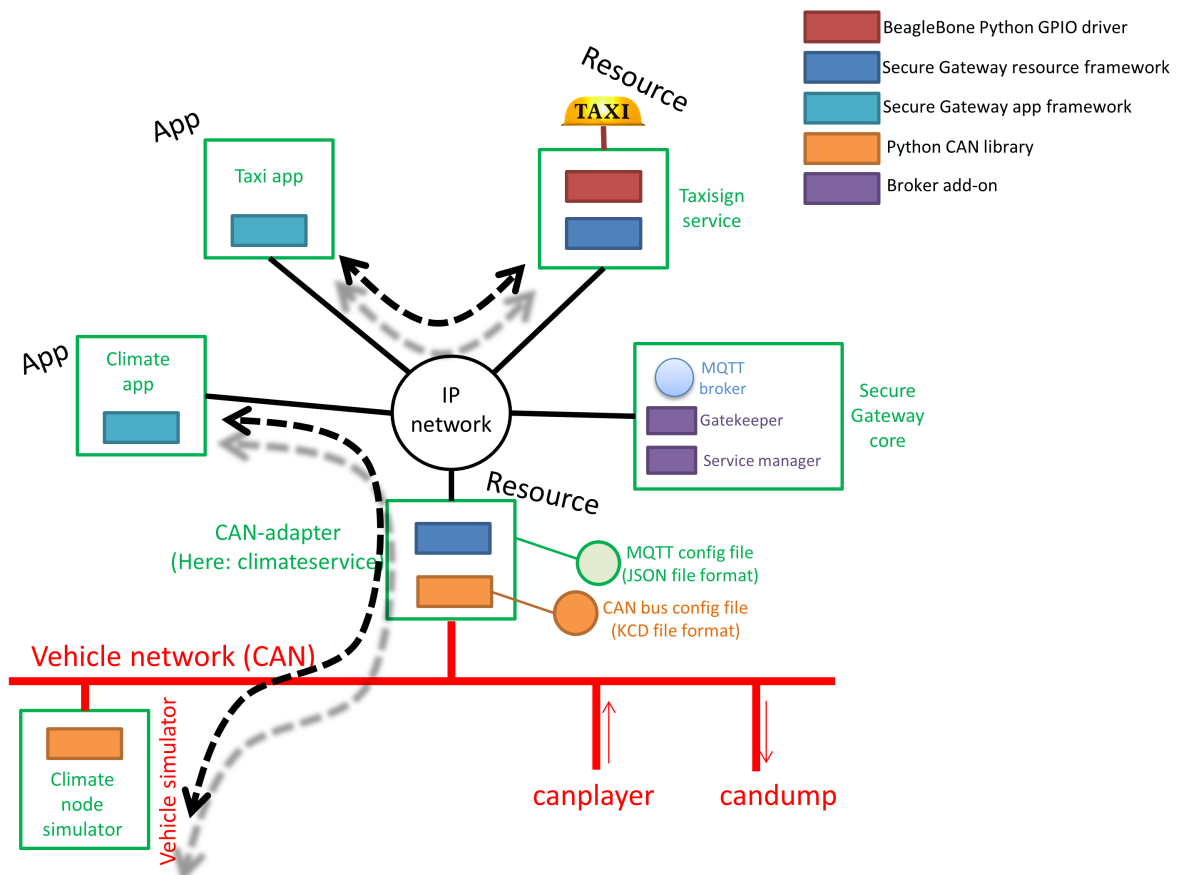 BeagleBone Python GPIO driver
Secure Gateway resource framework
Secure Gateway app framework
Python CAN library
Broker add-on
Resource
TAXI
App
Taxi app
Taxisign
service
App
Climate
app
IP
network
MQTT
broker
Gatekeeper
Service manager
Secure
Gateway
core
Resource
CAN-adapter
(Here: climateservice)
MQTT config file
(JSON file format)
CAN bus config file
(KCD file format)
Vehicle network (CAN)
Vehicle simulator
Climate
node
simulator
canplayer
candump